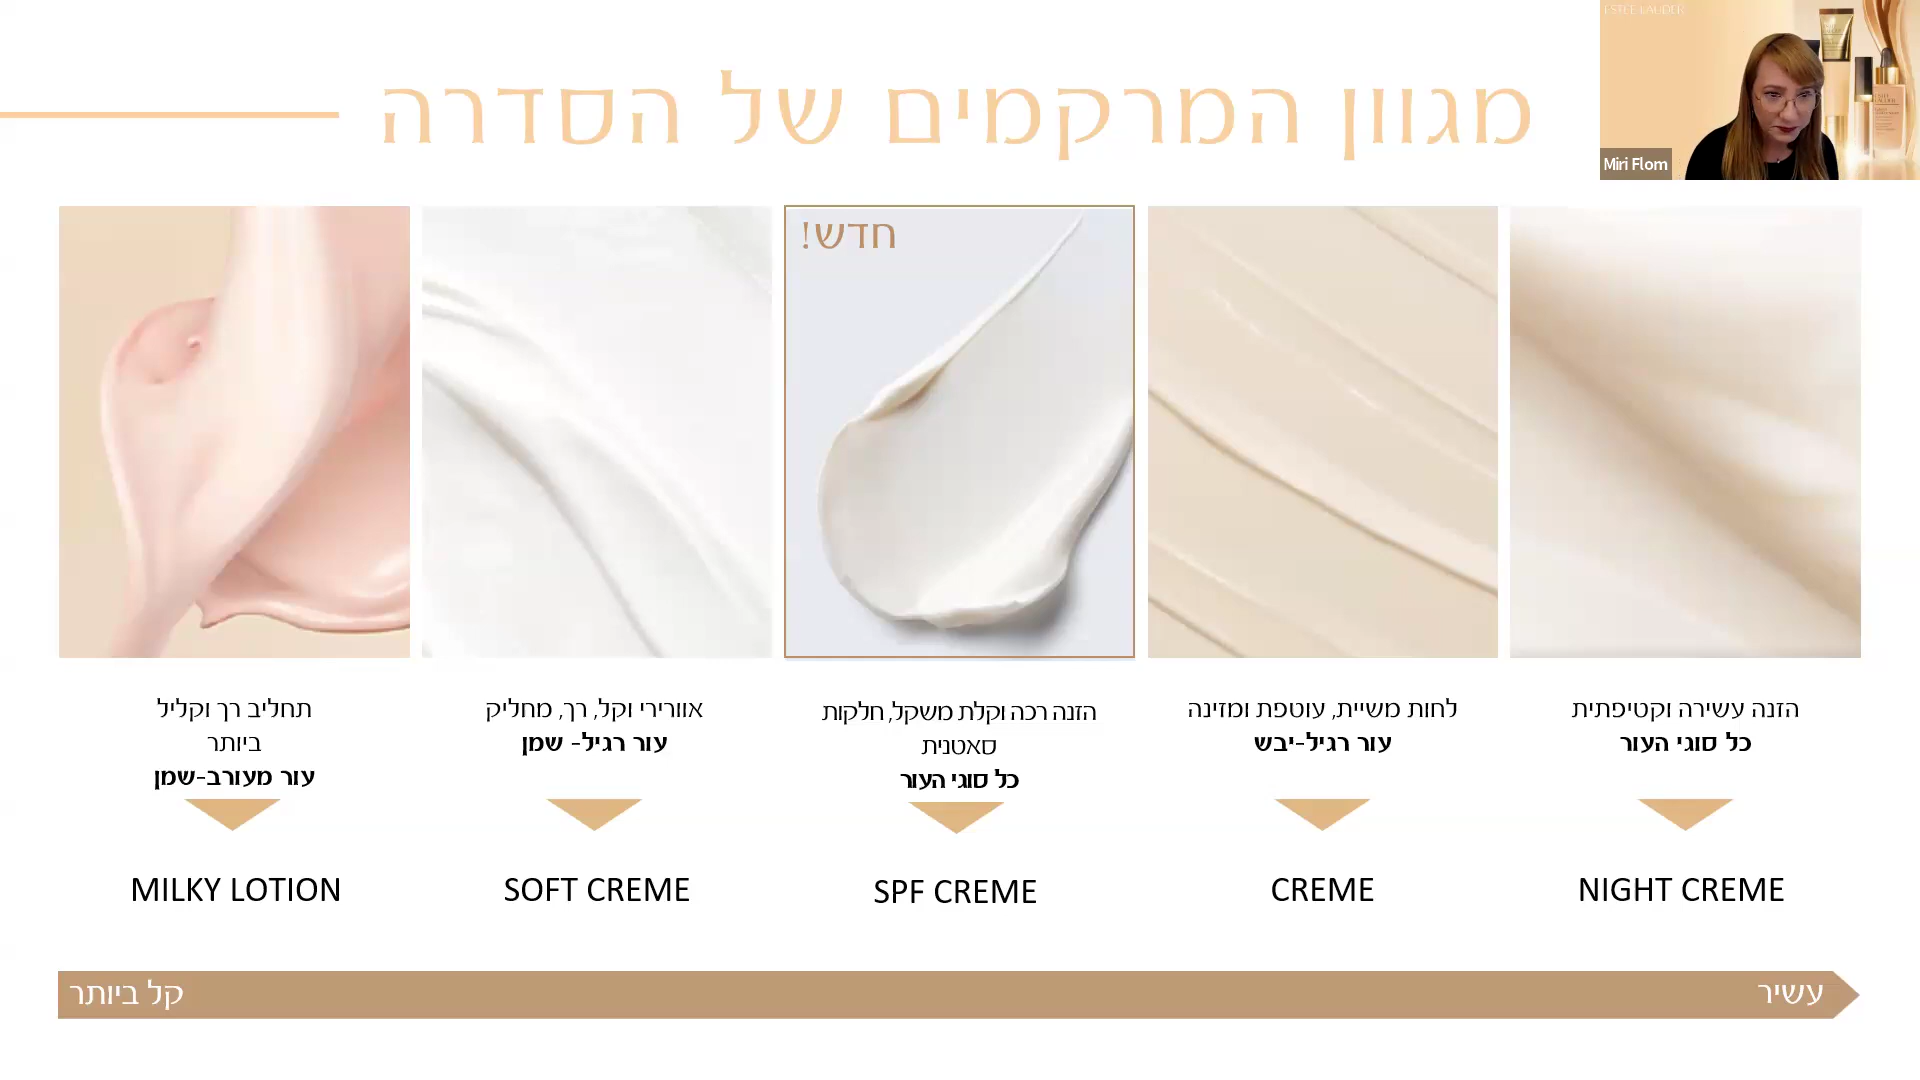 מגוון המרקמים של הסדרה
ESTEE LAUDER
Miri Flom
חדש!
תחליב רך וקליל
ביותר
עור מעורב-שמן
MILKY LOTION
אוורירי וקל, רך, מחליק
עור רגיל- שמן
SOFT CREME
הזנה רכה וקלת משקל, חלקות
סאטנית
כל סוגי העור
SPF CREME
לחות משיית, עוטפת ומזינה
עור רגיל-יבש
CREME
הזנה עשירה וקטיפתית
כל סוגי העור
NIGHT CREME
קל ביותר
עשיר